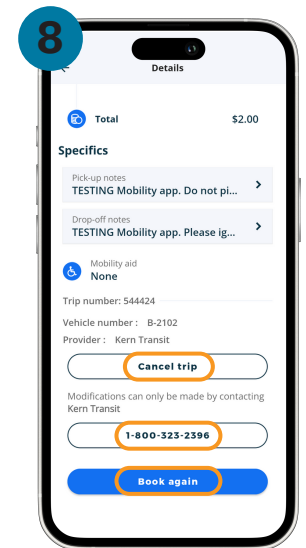 8
Details
Total $2.00
Specifics
Pick-up notes
TESTING Mobility app. Do not pi...
Drop-off notes
TESTING Mobility app. Please ig...
Mobility aid
None
Trip number: 544424
Vehicle number : B-2102
Provider : Kern Transit
Cancel trip
Modifications can only be made by contacting
Kern Transit
1-800-323-2396
Book again